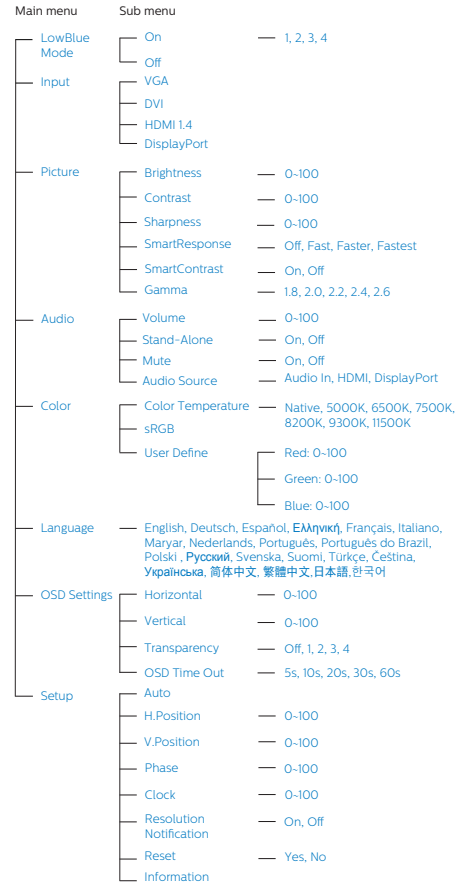 Main menu Sub menu
LowBlue Mode On 1, 2, 3, 4
Off
Input VGA
DVI
HDMI 1.4
DisplayPort
Picture Brightness 0~100
Contrast 0~100
Sharpness 0~100
SmartResponse Off, Fast, Faster, Fastest
SmartContrast On, Off
Gamma 1.8, 2.0, 2.2, 2.4, 2.6
Audio Volume 0~100
Stand-Alone On, Off
Mute On, Off
Audio Source Audio In, HDMI, DisplayPort
Color Color Temperature Native, 5000K, 6500K, 7500K,
8200K, 9300K, 11500K
sRGB
User Define Red: 0~100
Green: 0~100
Blue: 0~100
Language English, Deutsch, Español, Ελληνική, Français, Italiano,
Maryar, Nederlands, Português, Português do Brazil,
Polski , Русский, Svenska, Suomi, Türkçe, Čeština,
Українська, 简体中文, 繁體中文,日本語,한국어
OSD Settings Horizontal 0~100
Vertical 0~100
Transparency Off, 1, 2, 3, 4
OSD Time Out 5s, 10s, 20s, 30s, 60s
Setup Auto
H.Position 0~100
V.Position 0~100
Phase 0~100
Clock 0~100
Resolution Notification On, Off
Reset Yes, No
Information